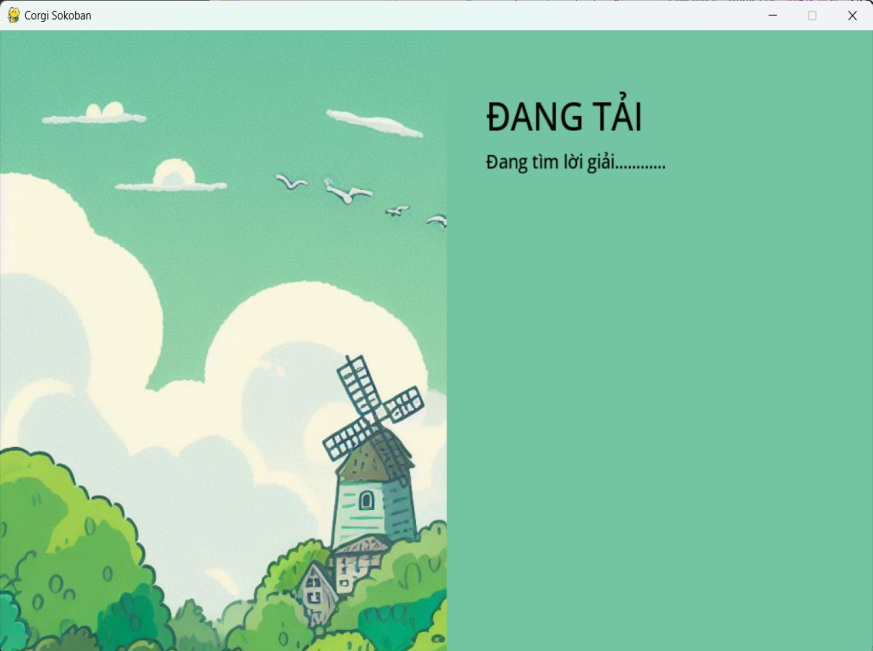 Corgi Sokoban
ĐANG TẢI
Đang tìm lời giải............